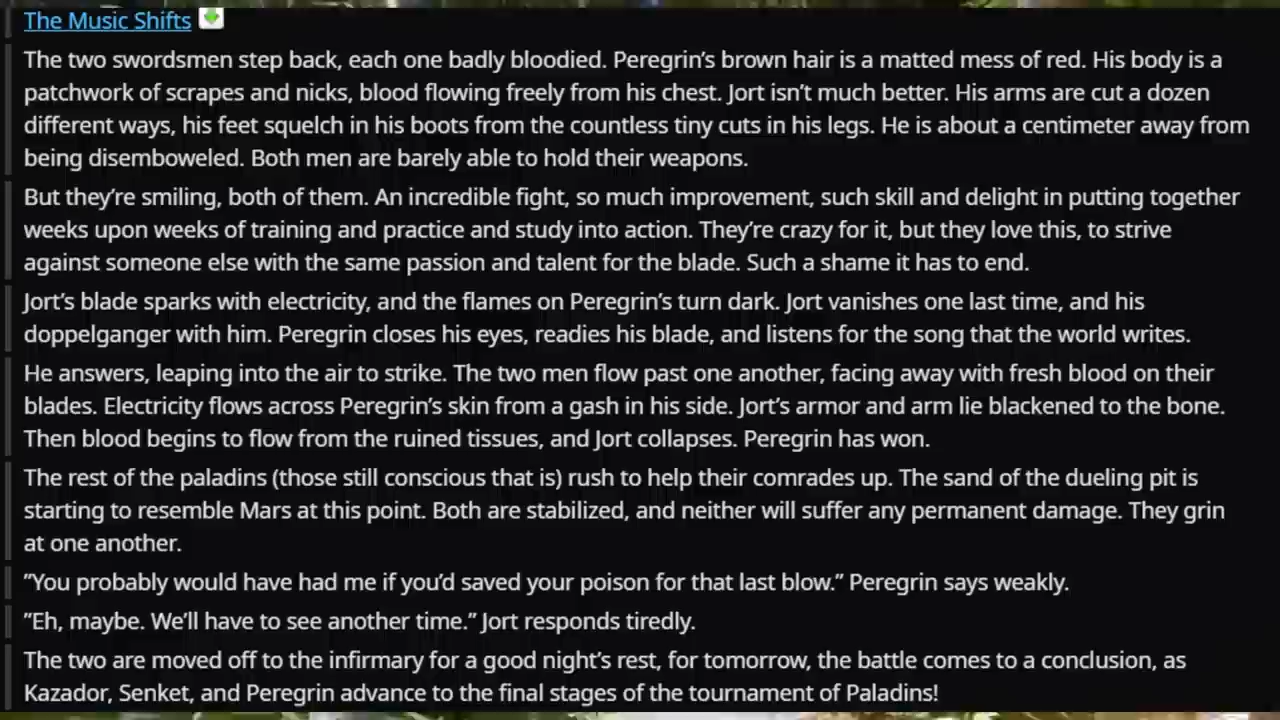 The Music Shifts
The two swordsmen step back, each one badly bloodied. Peregrin’s brown hair is a matted mess of red. His body is a
patchwork of scrapes and nicks, blood flowing freely from his chest. Jort isn’t much better. His arms are cut a dozen
different ways, his feet squelch in his boots from the countless tiny cuts in his legs. He is about a centimeter away from
being disemboweled. Both men are barely able to hold their weapons.
But they’re smiling, both of them. An incredible fight, so much improvement, such skill and delight in putting together
weeks upon weeks of training and practice and study into action. They’re crazy for it, but they love this, to strive
against someone else with the same passion and talent for the blade. Such a shame it has to end.
Jort’s blade sparks with electricity, and the flames on Peregrin’s turn dark. Jort vanishes one last time, and his
doppelganger with him. Peregrin closes his eyes, readies his blade, and listens for the song that the world writes.
He answers, leaping into the air to strike. The two men flow past one another, facing away with fresh blood on their
blades. Electricity flows across Peregrin’s skin from a gash in his side. Jort’s armor and arm lie blackened to the bone.
Then blood begins to flow from the ruined tissues, and Jort collapses. Peregrin has won.
The rest of the paladins (those still conscious that is) rush to help their comrades up. The sand of the dueling pit is
starting to resemble Mars at this point. Both are stabilized, and neither will suffer any permanent damage. They grin
at one another.
”You probably would have had me if you’d saved your poison for that last blow.” Peregrin says weakly.
”Eh, maybe. We’ll have to see another time.” Jort responds tiredly.
The two are moved off to the infirmary for a good night’s rest, for tomorrow, the battle comes to a conclusion, as
Kazador, Senket, and Peregrin advance to the final stages of the tournament of Paladins!